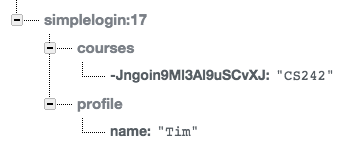 simplelogin:17
courses
-Jngoin9Ml3Al9uSCvXJ: "CS242"
profile
name: "Tim"